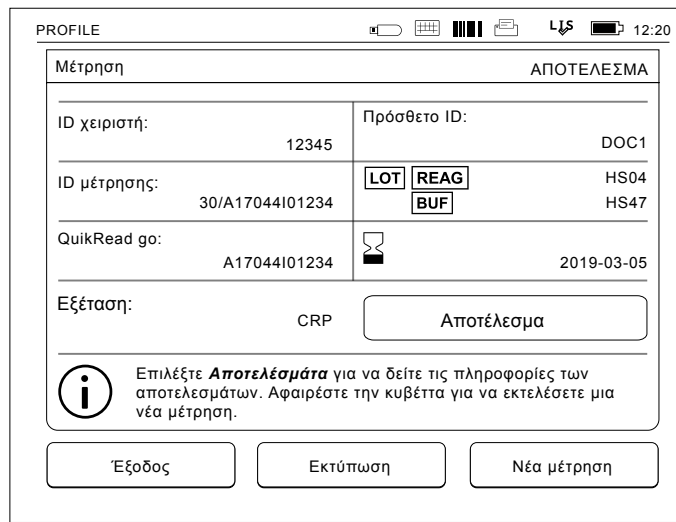 PROFILE LIS 12:20
Μέτρηση ΑΠΟΤΕΛΕΣΜΑ
ID χειριστή: 12345
Πρόσθετο ID: DOC1
ID μέτρησης: 30/A17044I01234
LOT REAG HS04
BUF HS47
QuikRead go: A17044I01234
2019-03-05
Εξέταση: CRP
Αποτέλεσμα
Επιλέξτε Αποτελέσμάτα για να δείτε τις πληροφορίες των
αποτελεσμάτων. Αφαιρέστε την κυβέττα για να εκτελέσετε μια
νέα μέτρηση.
Έξοδος
Εκτύπωση
Νέα μέτρηση